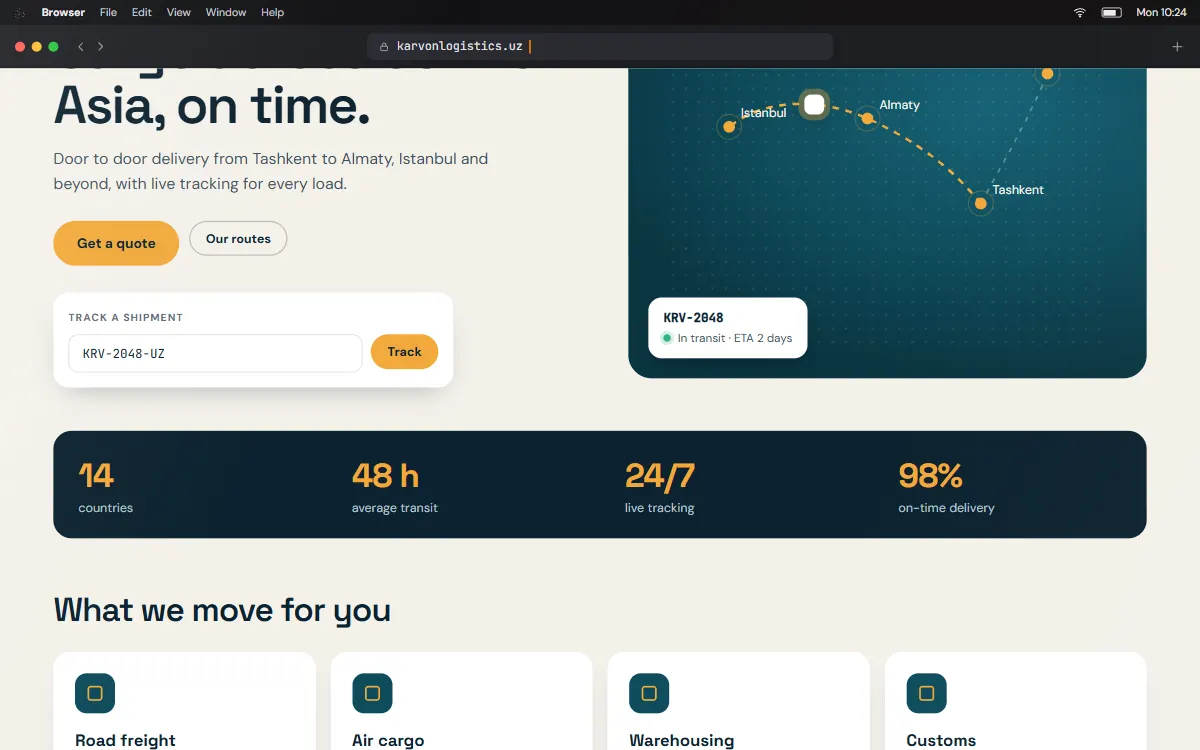 Browser File Edit View Window Help Mon 10:24
karvonlogistics.uz
Asia, on time.
Door to door delivery from Tashkent to Almaty, Istanbul and
beyond, with live tracking for every load.
Get a quote
Our routes
TRACK A SHIPMENT
KRV-2048-UZ
Track
Istanbul
Almaty
Tashkent
KRV-2048
In transit · ETA 2 days
14
countries
48 h
average transit
24/7
live tracking
98%
on-time delivery
What we move for you
Road freight
Air cargo
Warehousing
Customs